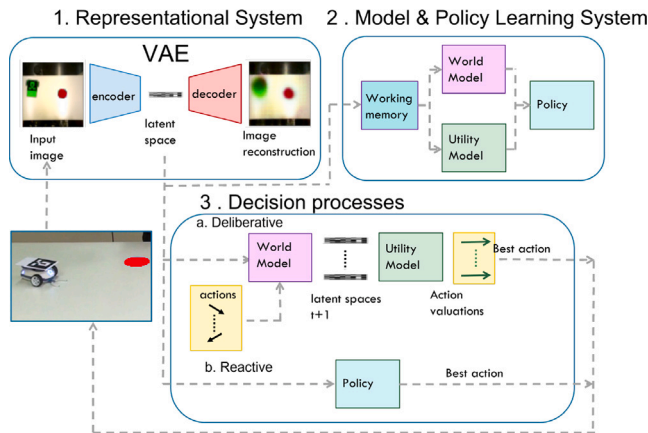 1. Representational System
VAE
encoder
decoder
Input
image
latent
space
Image
reconstruction
2 . Model & Policy Learning System
Working
memory
World
Model
Utility
Model
Policy
3 . Decision processes
a. Deliberative
World
Model
actions
latent spaces
t+1
Utility
Model
Action
valuations
Best action
b. Reactive
Policy
Best action